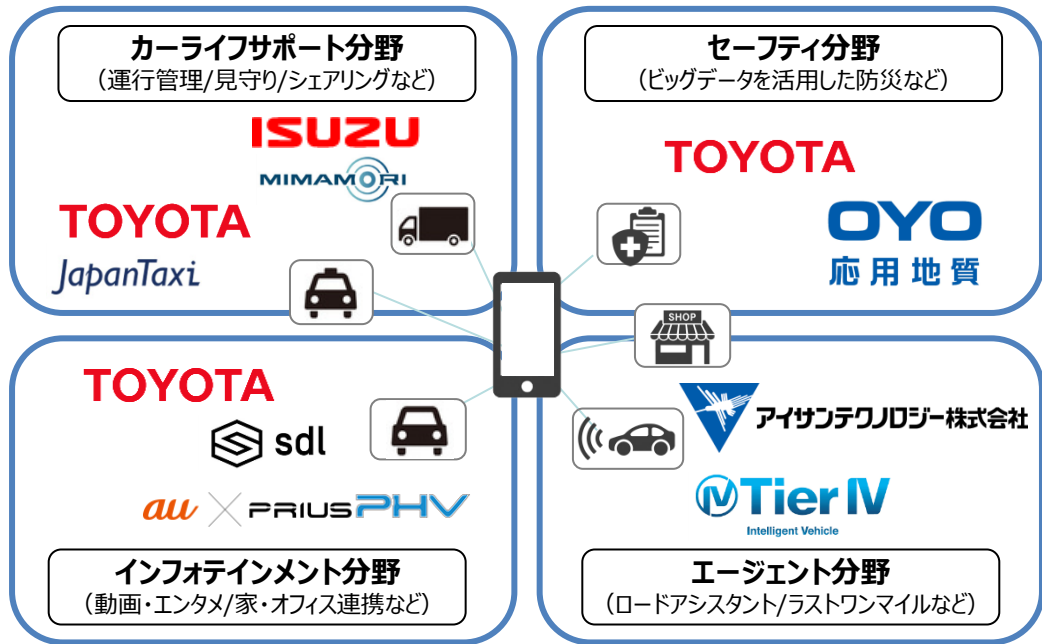 カーライフサポート分野
（運行管理/見守り/シェアリングなど）
ISUZU
MIMAMORI
TOYOTA
JapanTaxi
セーフティ分野
（ビッグデータを活用した防災など）
TOYOTA
OYO
応用地質
SHOP
TOYOTA
sdl
au×PRIUSPHV
インフォテインメント分野
（動画・エンタメ/家・オフィス連携など）
アイサンテクノロジー株式会社
IV Tier IV
Intelligent Vehicle
エージェント分野
（ロードアシスタント/ラストワンマイルなど）